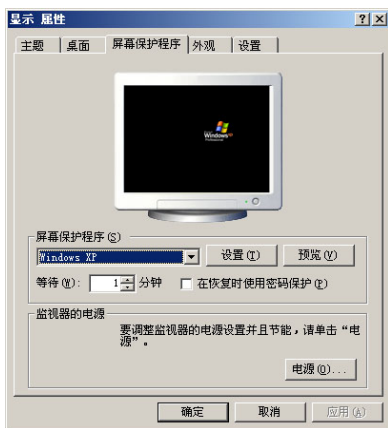 显示 属性
主题 桌面 屏幕保护程序 外观 设置
Windows
屏幕保护程序(S)
Windows XP 设置(T) 预览(V)
等待(W): 1 分钟 在恢复时使用密码保护(P)
监视器的电源
要调整监视器的电源设置并且节能，请单击“电
源”。
电源(O)...
确定 取消 应用(A)